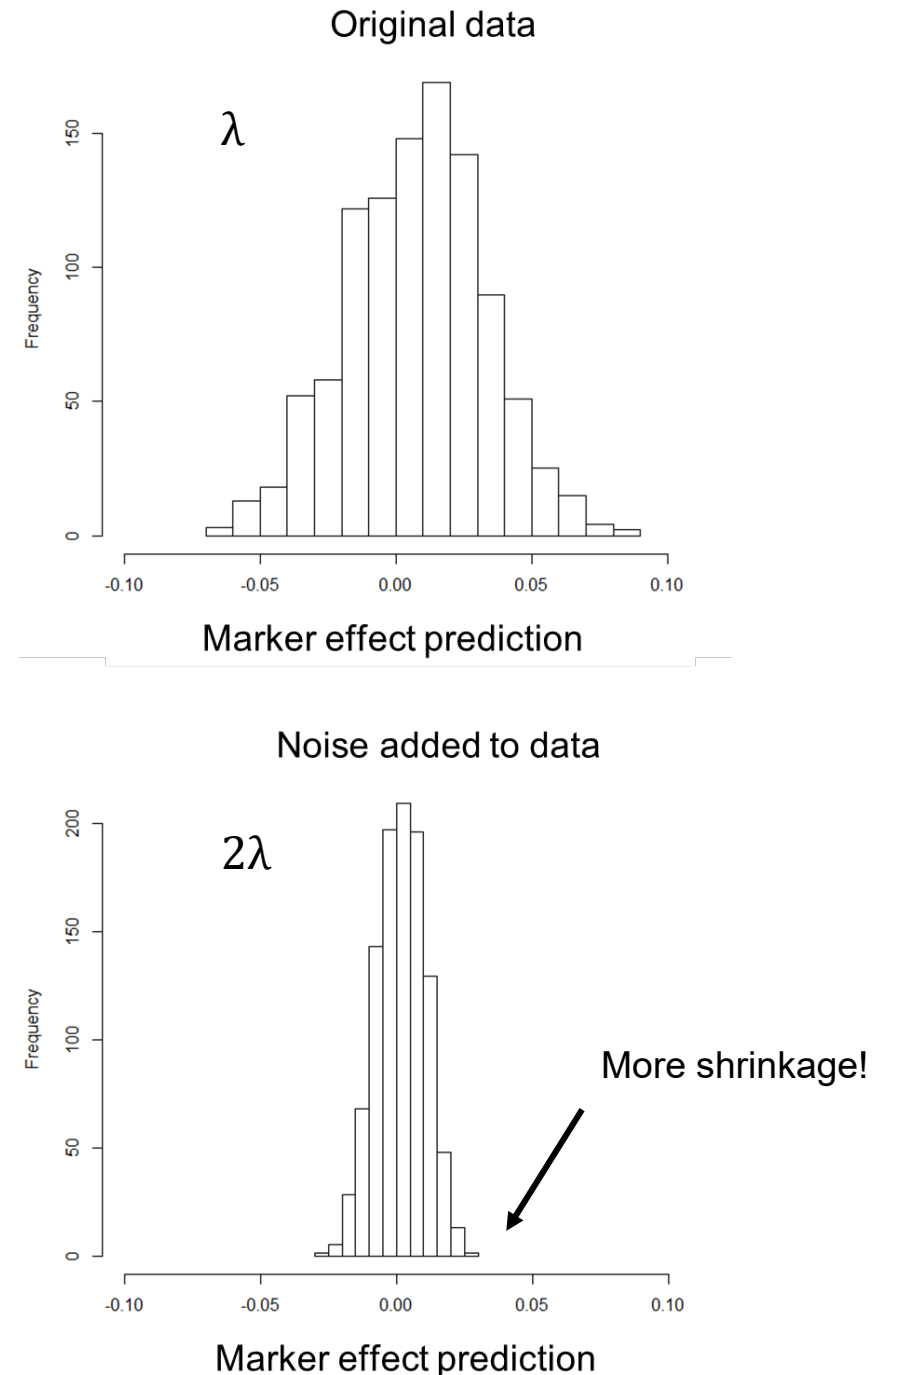 Original data
λ
150
100
50
0
Frequency
-0.10 -0.05 0.00 0.05 0.10
Marker effect prediction
Noise added to data
2λ
200
150
100
50
0
Frequency
More shrinkage!
-0.10 -0.05 0.00 0.05 0.10
Marker effect prediction